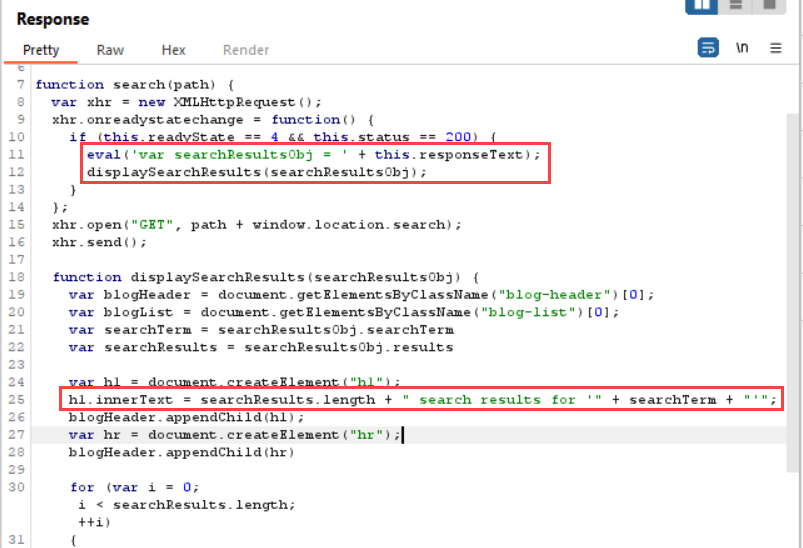 Response
Pretty Raw Hex Render \n
6
7 function search(path) {
8 var xhr = new XMLHttpRequest();
9 xhr.onreadystatechange = function() {
10 if (this.readyState == 4 && this.status == 200) {
11 eval('var searchResultsObj = ' + this.responseText);
12 displaySearchResults(searchResultsObj);
13 }
14 };
15 xhr.open("GET", path + window.location.search);
16 xhr.send();
17
18 function displaySearchResults(searchResultsObj) {
19 var blogHeader = document.getElementsByClassName("blog-header")[0];
20 var blogList = document.getElementsByClassName("blog-list")[0];
21 var searchTerm = searchResultsObj.searchTerm
22 var searchResults = searchResultsObj.results
23
24 var h1 = document.createElement("h1");
25 h1.innerText = searchResults.length + " search results for '" + searchTerm + "'";
26 blogHeader.appendChild(h1);
27 var hr = document.createElement("hr");
28 blogHeader.appendChild(hr)
29
30 for (var i = 0;
i < searchResults.length;
++i)
31 {